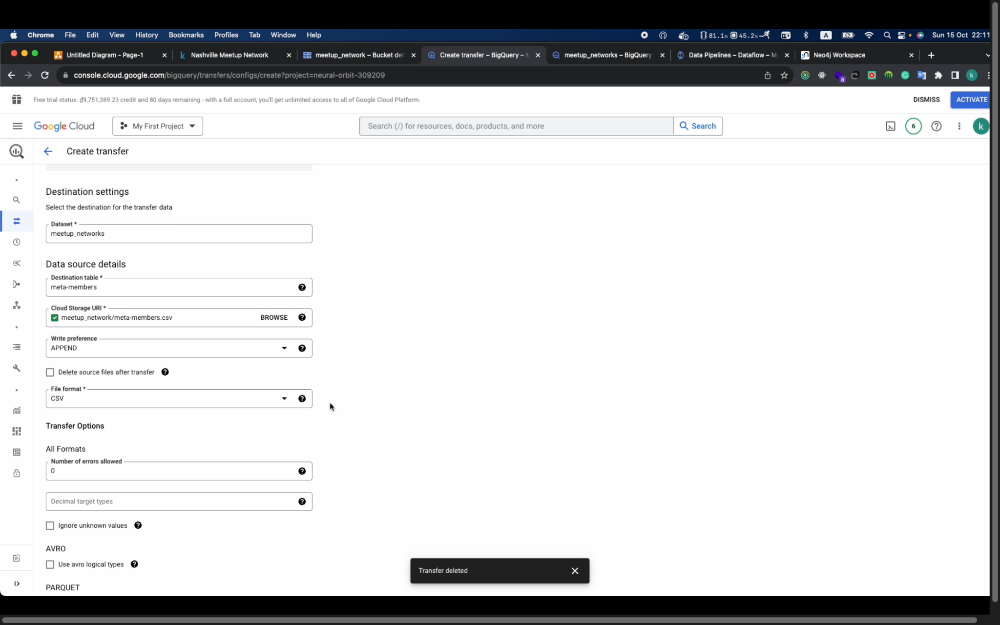 Chrome File Edit View History Bookmarks Profiles Tab Window Help 81.1% 45.2% A Sun 15 Oct 22:11
Untitled Diagram - Page-1 Nashville Meetup Network meetup_network – Bucket det Create transfer – BigQuery – meetup_networks – BigQuery Data Pipelines – Dataflow – M Neo4j Workspace
console.cloud.google.com/bigquery/transfers/configs/create?project=neural-orbit-309209 8 k
Free trial status: ₫9,751,389.23 credit and 80 days remaining - with a full account, you'll get unlimited access to all of Google Cloud Platform. DISMISS ACTIVATE
Google Cloud My First Project Search (/) for resources, docs, products, and more Search 6 k
Create transfer
Destination settings
Select the destination for the transfer data
Dataset *
meetup_networks
Data source details
Destination table *
meta-members
Cloud Storage URI *
meetup_network/meta-members.csv BROWSE
Write preference
APPEND
Delete source files after transfer
File format *
CSV
Transfer Options
All Formats
Number of errors allowed
0
Decimal target types
Ignore unknown values
AVRO
Use avro logical types
Transfer deleted
PARQUET